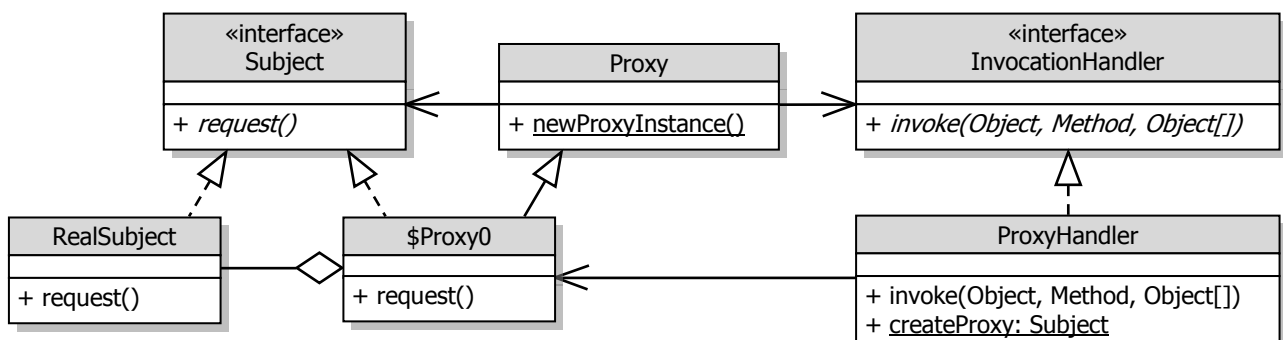 «interface»
Subject
+ request()
Proxy
+ newProxyInstance()
«interface»
InvocationHandler
+ invoke(Object, Method, Object[])
RealSubject
+ request()
$Proxy0
+ request()
ProxyHandler
+ invoke(Object, Method, Object[])
+ createProxy: Subject